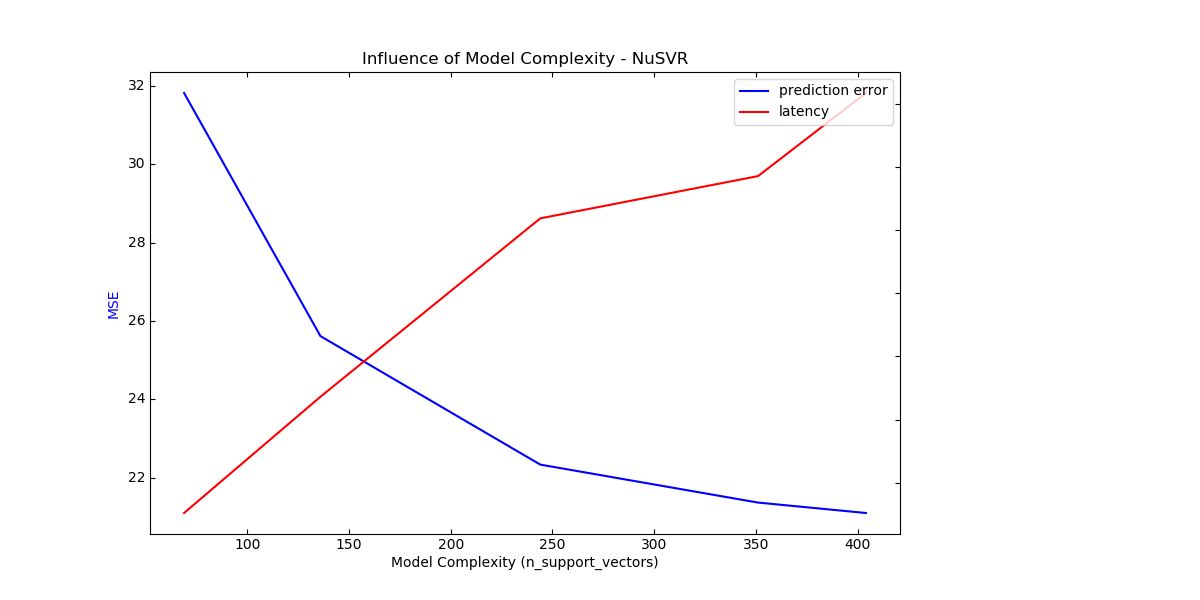 Influence of Model Complexity - NuSVR
prediction error
latency
32
30
28
26
24
22
MSE
100 150 200 250 300 350 400
Model Complexity (n_support_vectors)